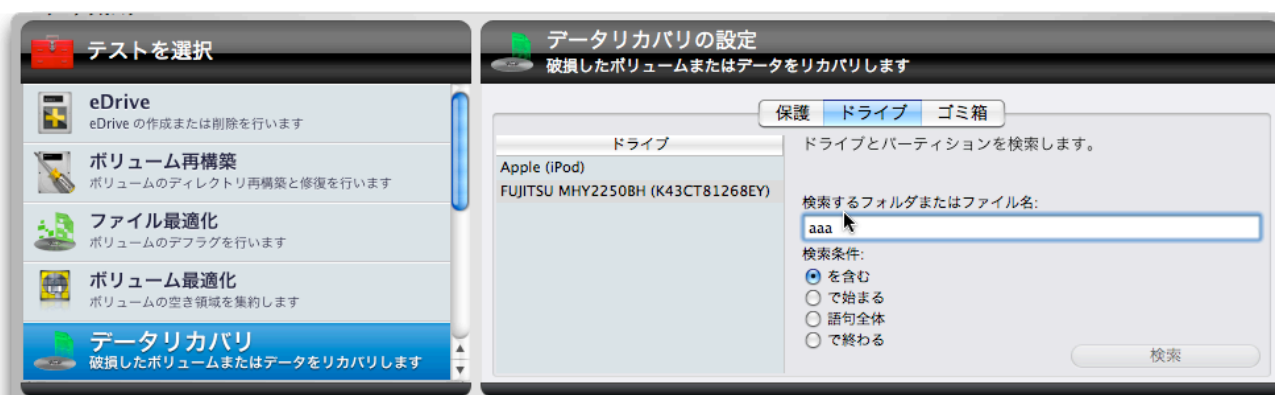 テストを選択
eDrive
eDrive の作成または削除を行います
ボリューム再構築
ボリュームのディレクトリ再構築と修復を行います
ファイル最適化
ボリュームのデフラグを行います
ボリューム最適化
ボリュームの空き領域を集約します
データリカバリ
破損したボリュームまたはデータをリカバリします
データリカバリの設定
破損したボリュームまたはデータをリカバリします
保護 ドライブ ゴミ箱
ドライブ
Apple (iPod)
FUJITSU MHY2250BH (K43CT81268EY)
ドライブとパーティションを検索します。
検索するフォルダまたはファイル名:
aaa
検索条件:
を含む
で始まる
語句全体
で終わる
検索